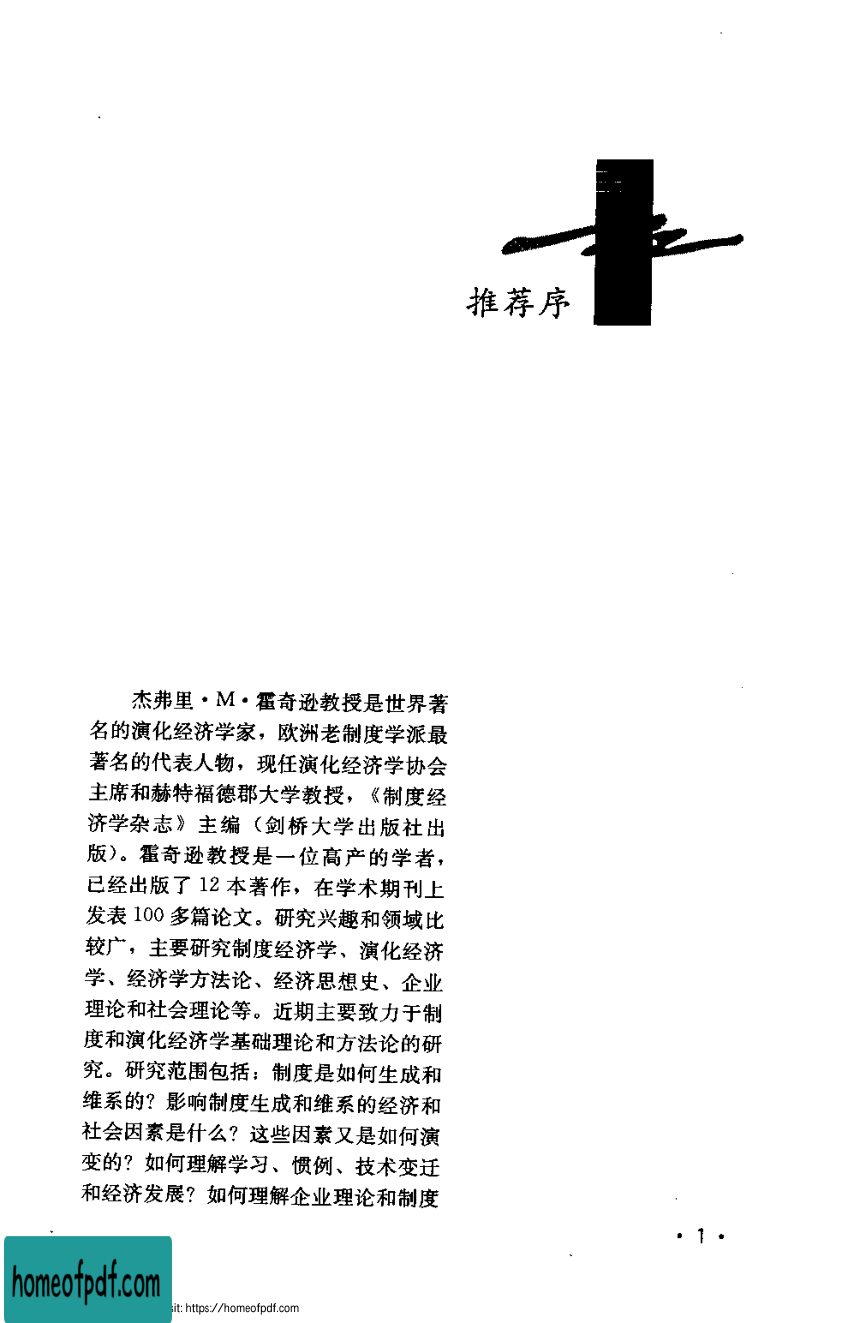 推荐序
杰弗里·M·霍奇逊教授是世界著
名的演化经济学家，欧洲老制度学派最
著名的代表人物，现任演化经济学协会
主席和赫特福德郡大学教授，《制度经
济学杂志》主编（剑桥大学出版社出
版）。霍奇逊教授是一位高产的学者，
已经出版了12本著作，在学术期刊上
发表100多篇论文。研究兴趣和领域比
较广，主要研究制度经济学、演化经济
学、经济学方法论、经济思想史、企业
理论和社会理论等。近期主要致力于制
度和演化经济学基础理论和方法论的研
究。研究范围包括：制度是如何生成和
维系的？影响制度生成和维系的经济和
社会因素是什么？这些因素又是如何演
变的？如何理解学习、惯例、技术变迁
和经济发展？如何理解企业理论和制度
·1·
homeofpdf.com
sit: https://homeofpdf.com